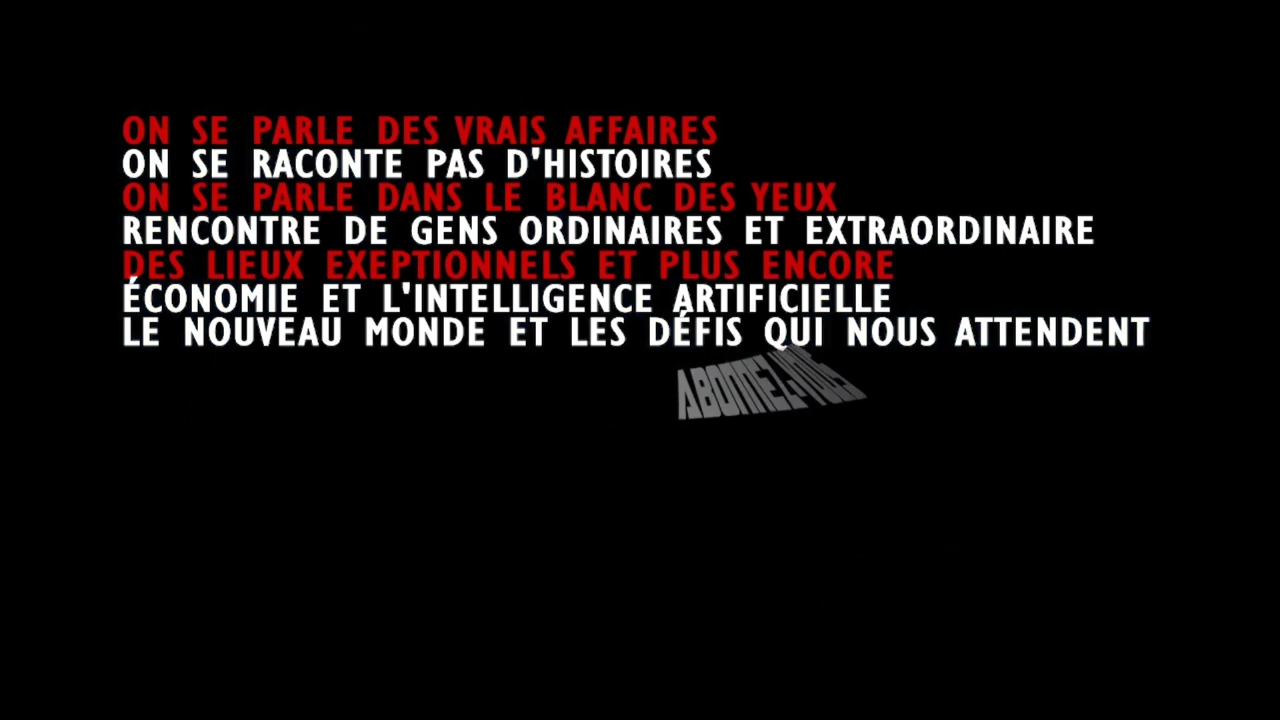 ON SE PARLE DES VRAIS AFFAIRES
ON SE RACONTE PAS D'HISTOIRES
ON SE PARLE DANS LE BLANC DES YEUX
RENCONTRE DE GENS ORDINAIRES ET EXTRAORDINAIRE
DES LIEUX EXEPTIONNELS ET PLUS ENCORE
ÉCONOMIE ET L'INTELLIGENCE ARTIFICIELLE
LE NOUVEAU MONDE ET LES DÉFIS QUI NOUS ATTENDENT
ABONNEZ-VOUS